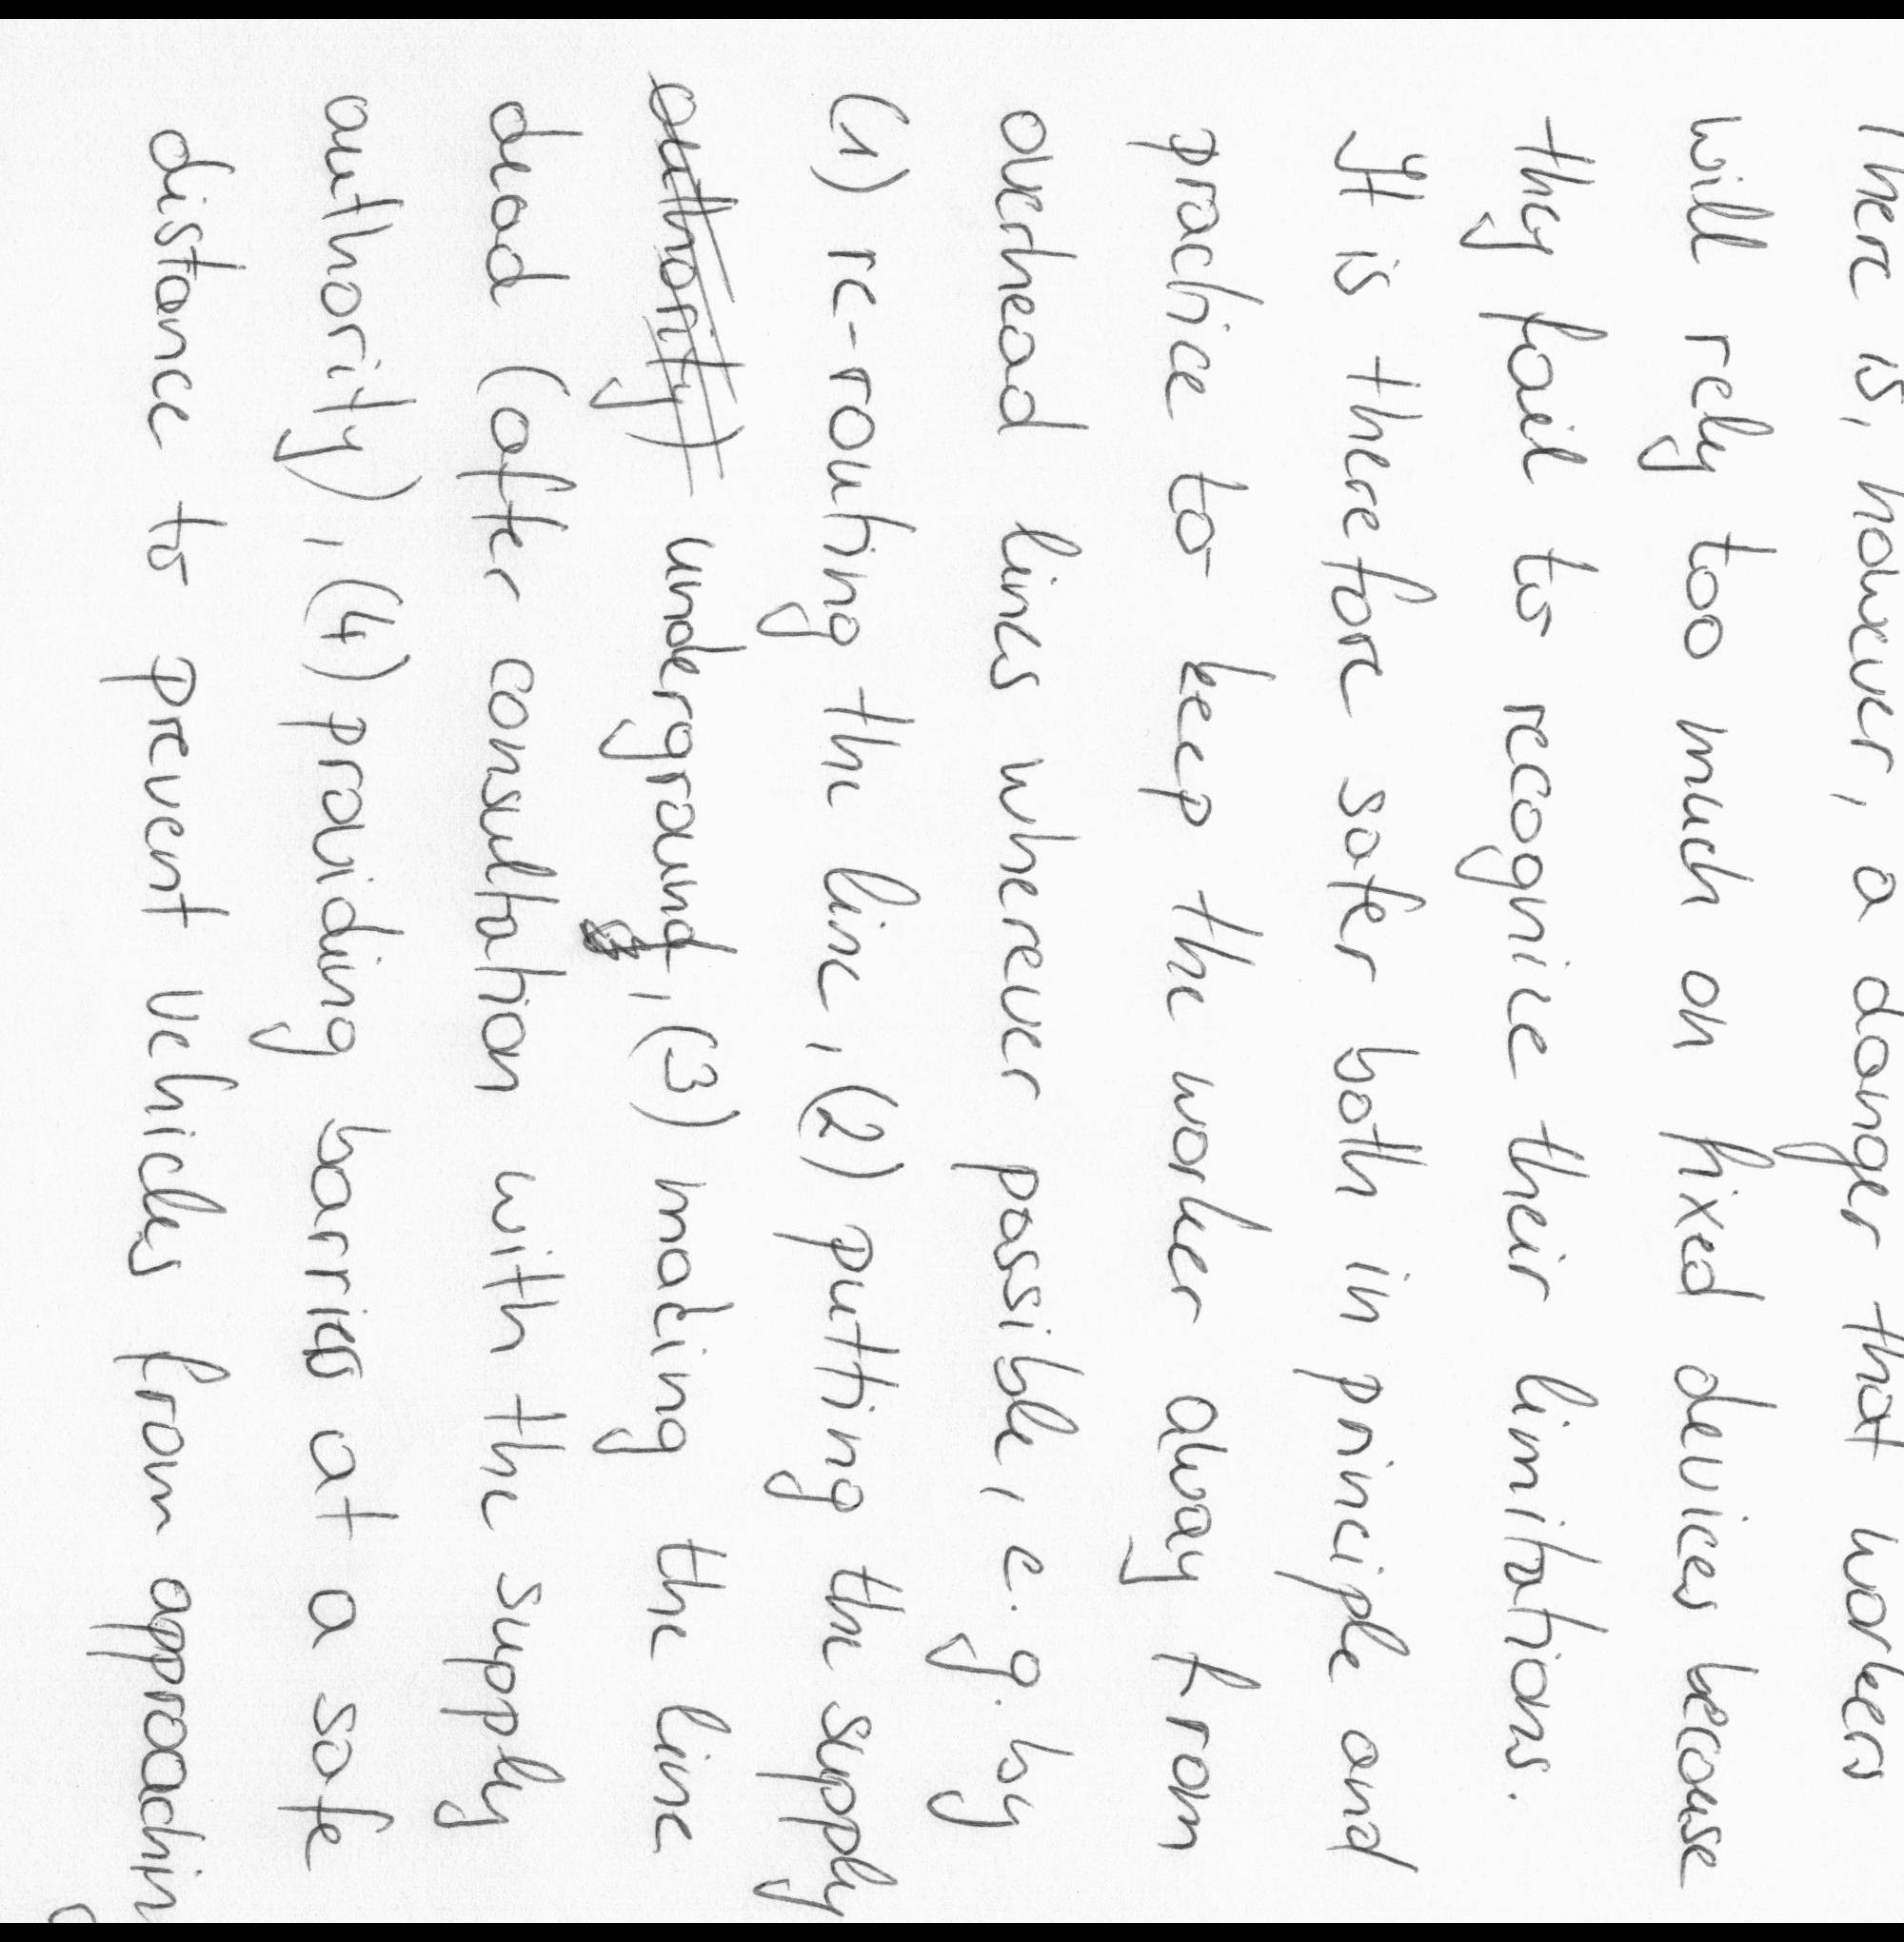 There is, however, a danger that workers
will rely too much on fixed devices because
they fail to recognice their limitations.
It is therefore safer both in principle and
practice to keep the worker away from
overhead lines wherever possible, e.g. by
(1) re-routing the line, (2) putting the supply
authority) underground, (3) making the line
dead (after consultation with the supply
authority), (4) providing barries at a safe
distance to prevent vehicles from approachin